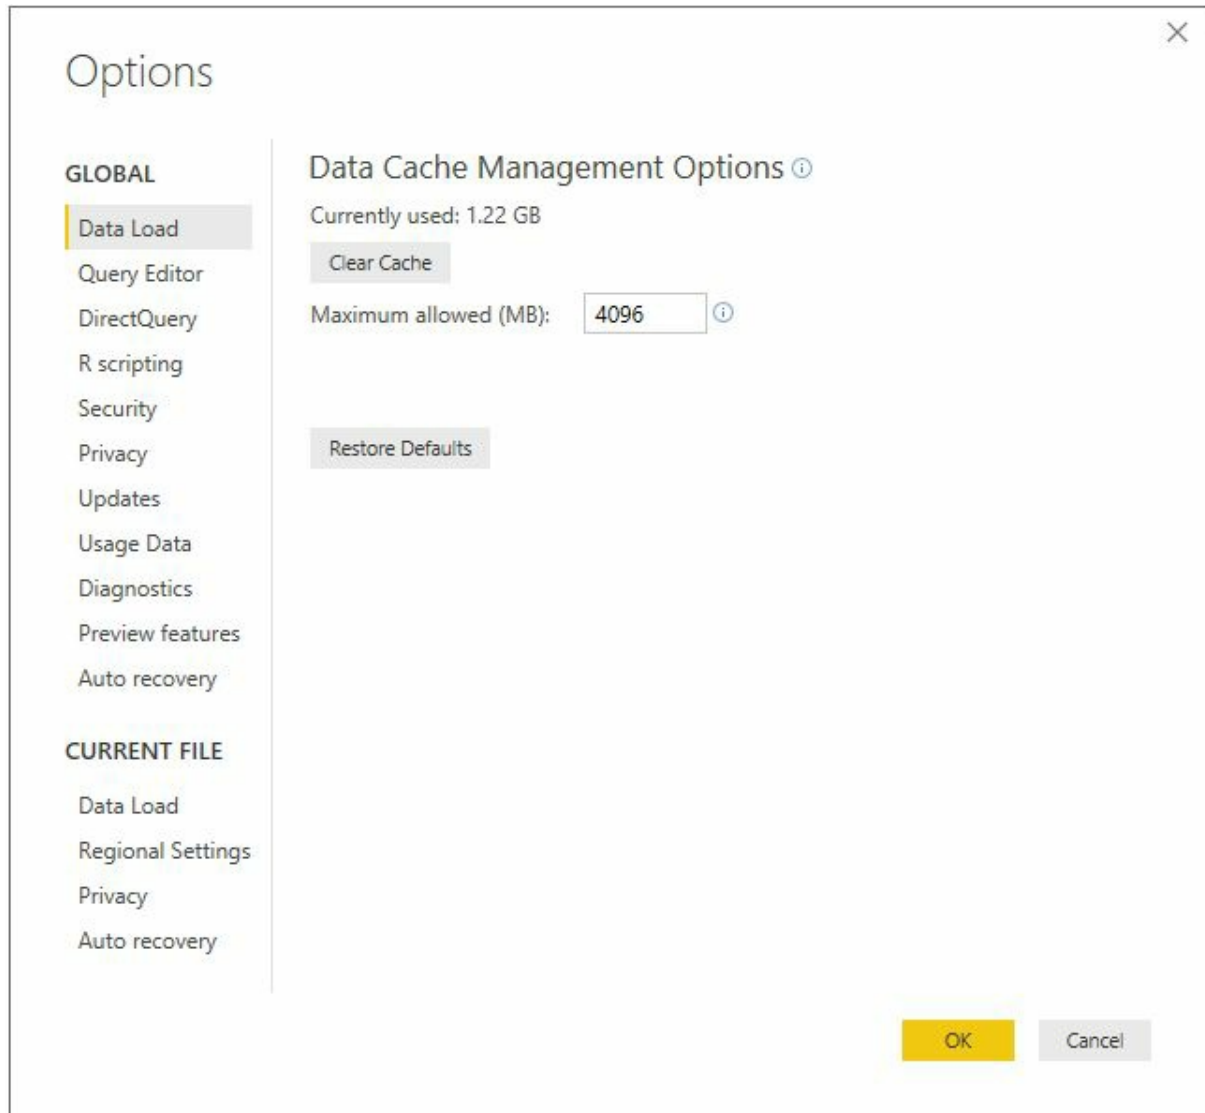 Options
GLOBAL
Data Load
Query Editor
DirectQuery
R scripting
Security
Privacy
Updates
Usage Data
Diagnostics
Preview features
Auto recovery
CURRENT FILE
Data Load
Regional Settings
Privacy
Auto recovery
Data Cache Management Options
Currently used: 1.22 GB
Clear Cache
Maximum allowed (MB): 4096
Restore Defaults
OK Cancel